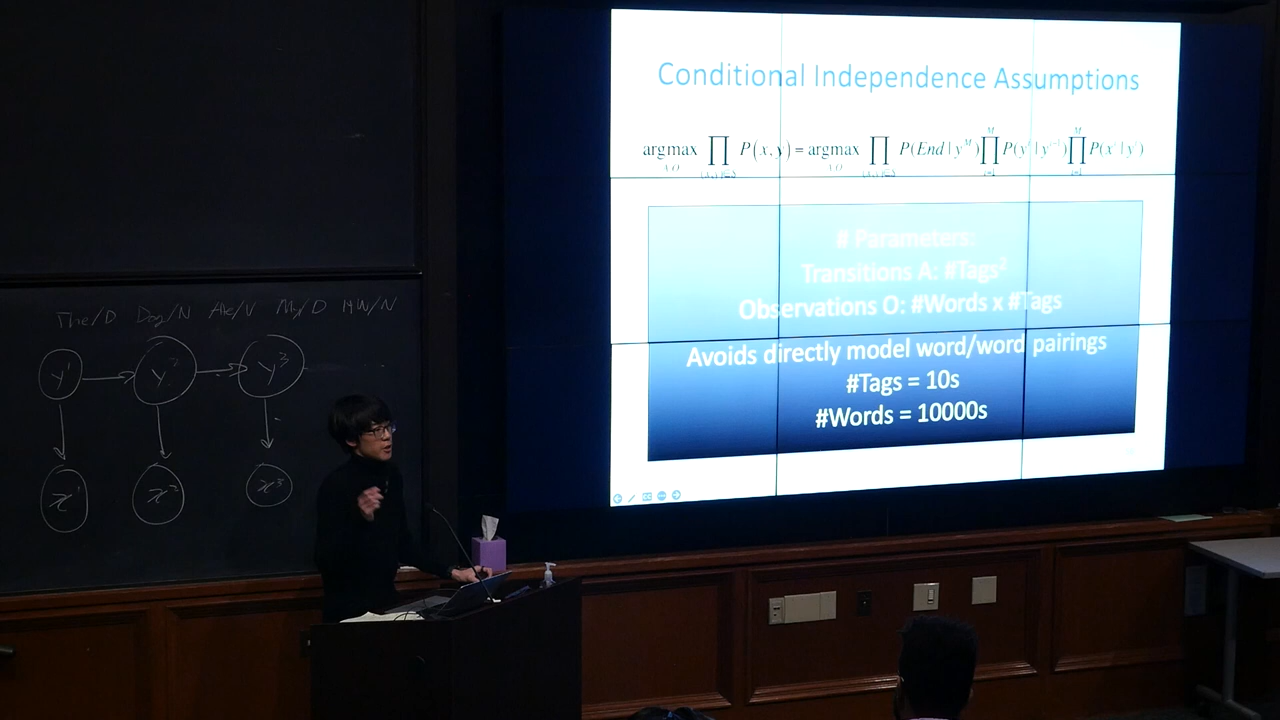 The/D Dog/N Ate/V My/D HW/N
y¹ y² y³
x¹ x² x³
Conditional Independence Assumptions
argmax ∏ P(x, y) = argmax ∏ P(End | y^M) ∏ P(y^i | y^{i-1}) ∏ P(x^i | y^i)
# Parameters:
Transitions A: #Tags²
Observations O: #Words x #Tags
Avoids directly model word/word pairings
#Tags = 10s
#Words = 10000s